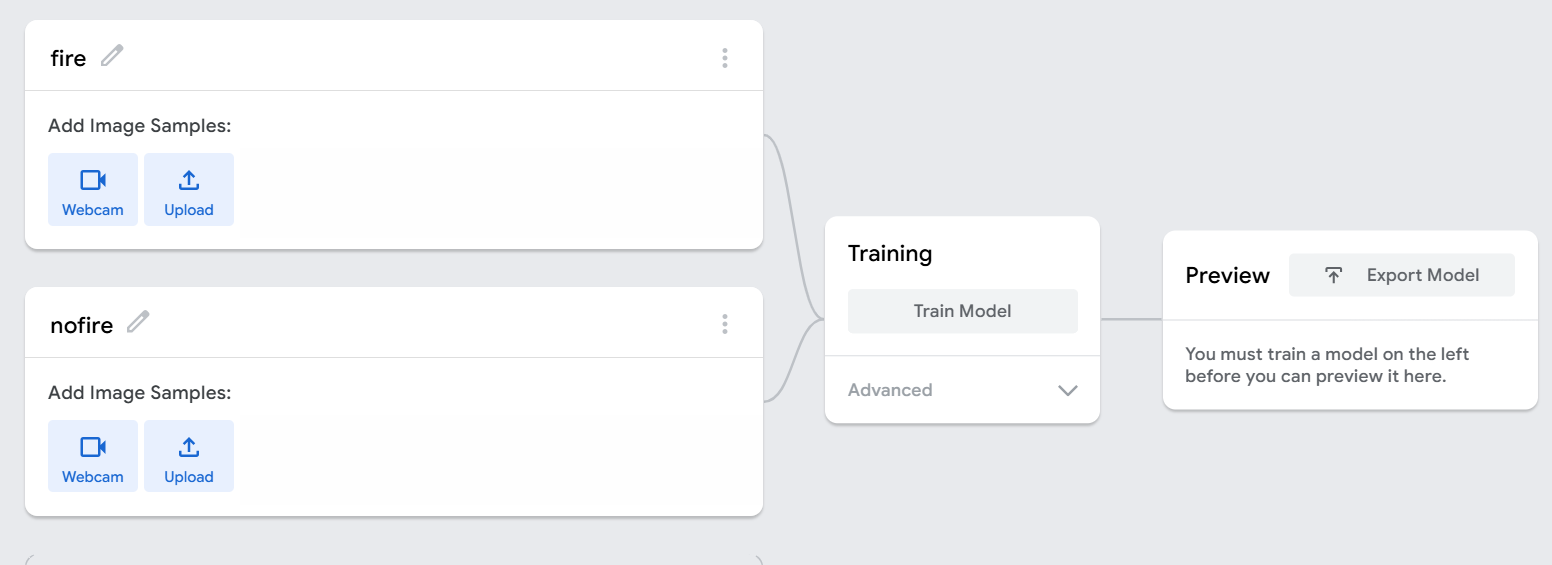 fire
Add Image Samples:
Webcam
Upload
nofire
Add Image Samples:
Webcam
Upload
Training
Train Model
Advanced
Preview
Export Model
You must train a model on the left
before you can preview it here.